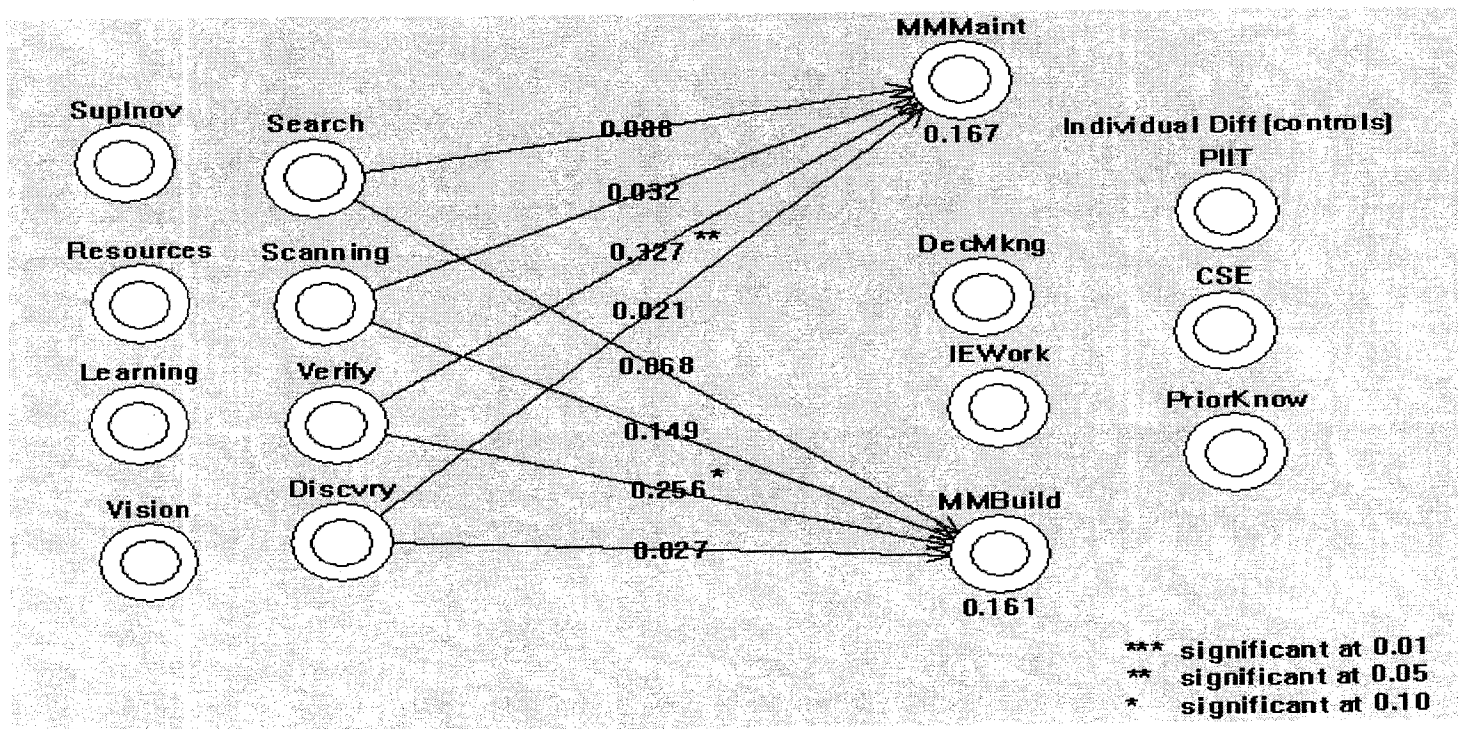 MMMaint
0.167
SupInov
Search
0.088
Individual Diff (controls)
PIIT
0.032
Resources
Scanning
0.327 **
DecMkng
CSE
0.021
Learning
Verify
0.068
IEWork
PriorKnow
0.149
Discvry
0.256 *
Vision
MMBuild
0.027
0.161
*** significant at 0.01
** significant at 0.05
* significant at 0.10